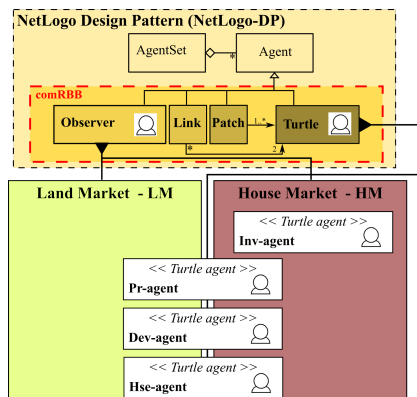 NetLogo Design Pattern (NetLogo-DP)
AgentSet
Agent
*
comRBB
Observer
Link
Patch
1..*
Turtle
*
2
Land Market - LM
House Market - HM
<< Turtle agent >>
Inv-agent
<< Turtle agent >>
Pr-agent
<< Turtle agent >>
Dev-agent
<< Turtle agent >>
Hse-agent